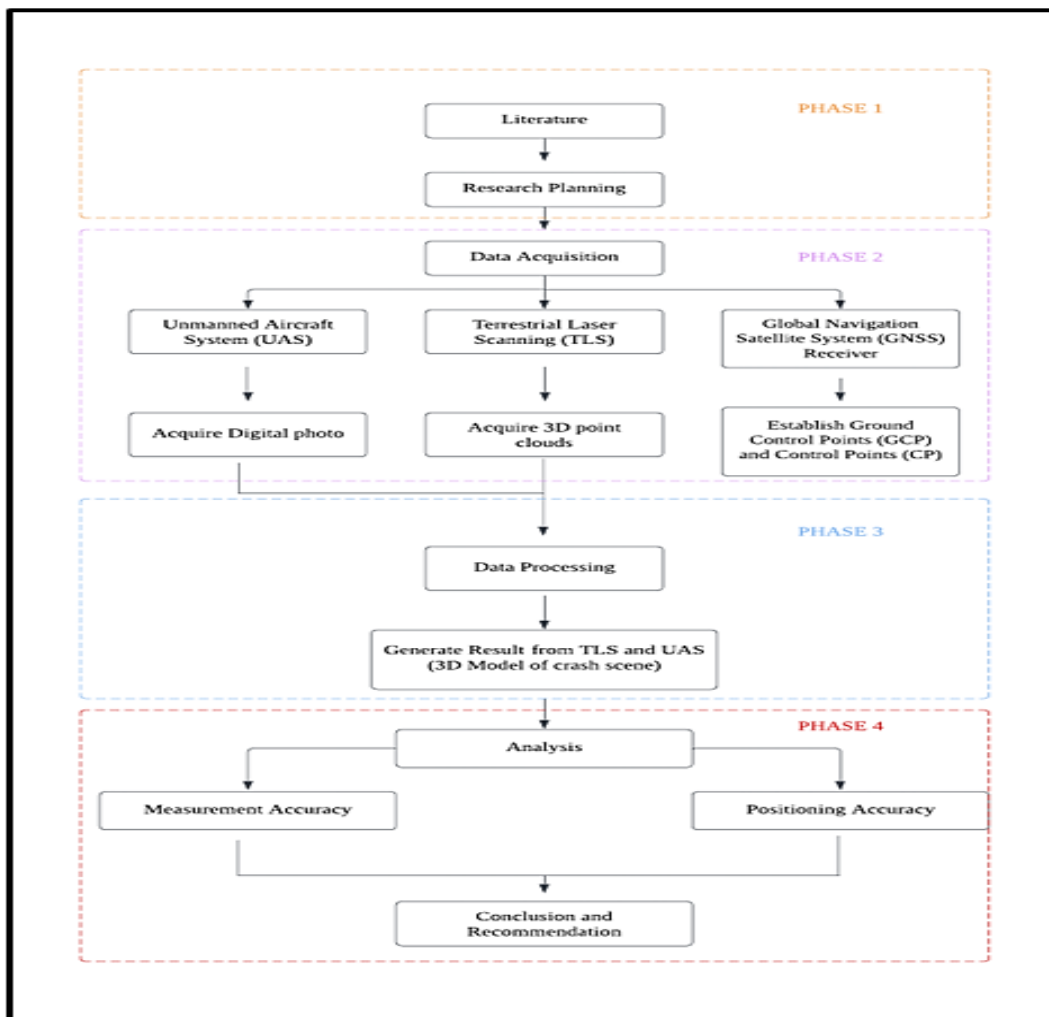 PHASE 1
Literature
Research Planning
PHASE 2
Data Acquisition
Unmanned Aircraft
System (UAS)
Terrestrial Laser
Scanning (TLS)
Global Navigation
Satellite System (GNSS)
Receiver
Acquire Digital photo
Acquire 3D point
clouds
Establish Ground
Control Points (GCP)
and Control Points (CP)
PHASE 3
Data Processing
Generate Result from TLS and UAS
(3D Model of crash scene)
PHASE 4
Analysis
Measurement Accuracy
Positioning Accuracy
Conclusion and
Recommendation